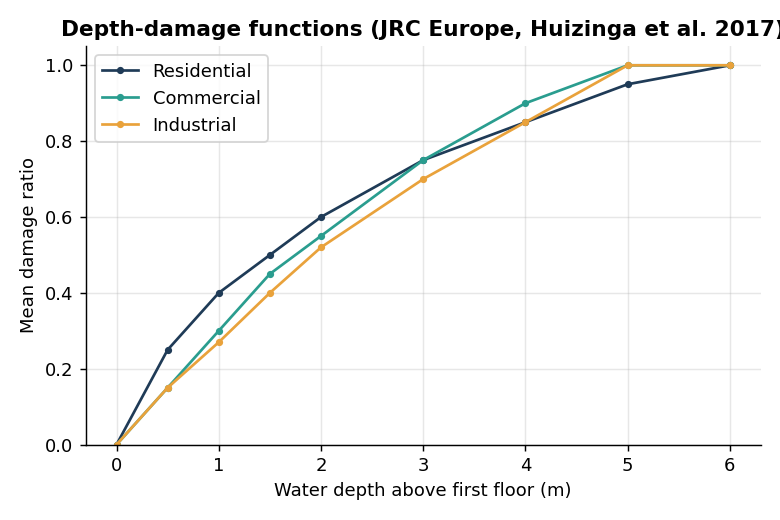 Depth-damage functions (JRC Europe, Huizinga et al. 2017)
Residential
Commercial
Industrial
1.0
0.8
0.6
0.4
0.2
0.0
Mean damage ratio
0 1 2 3 4 5 6
Water depth above first floor (m)